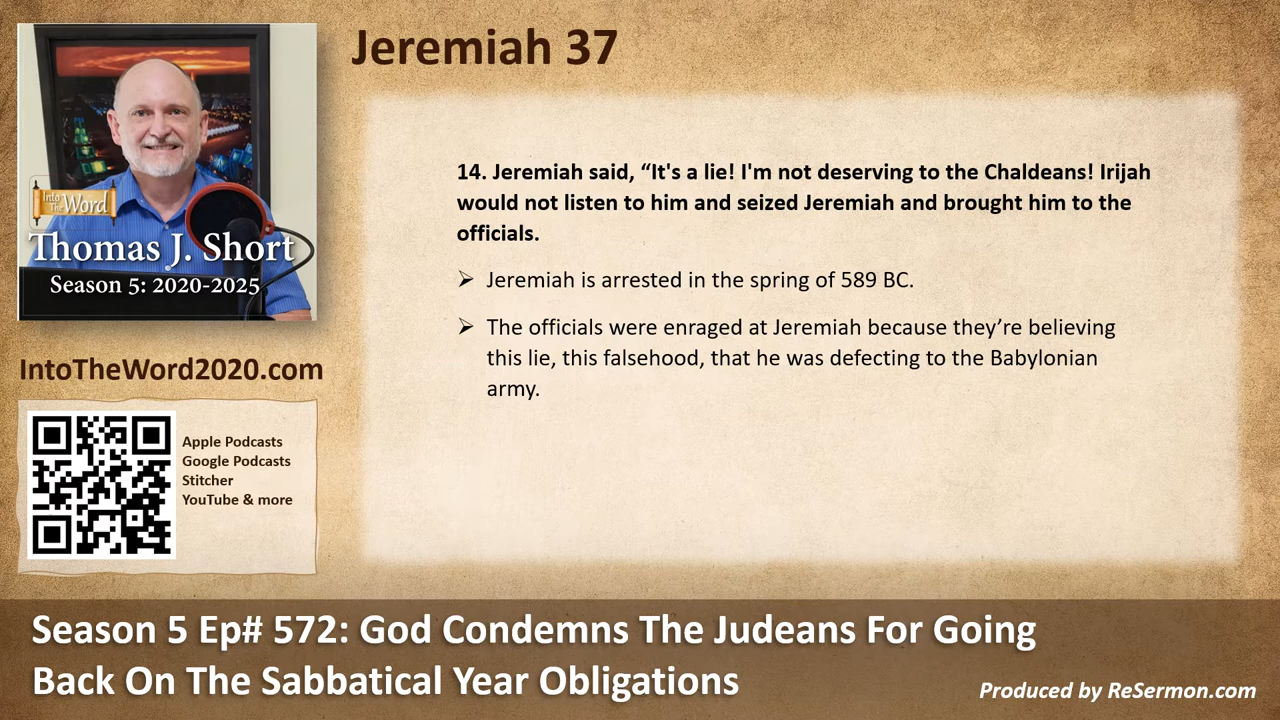 Jeremiah 37
Into
The Word
Thomas J. Short
Season 5: 2020-2025
IntoTheWord2020.com
Apple Podcasts
Google Podcasts
Stitcher
YouTube & more
14. Jeremiah said, “It's a lie! I'm not deserving to the Chaldeans! Irijah
would not listen to him and seized Jeremiah and brought him to the
officials.
➢ Jeremiah is arrested in the spring of 589 BC.
➢ The officials were enraged at Jeremiah because they’re believing
this lie, this falsehood, that he was defecting to the Babylonian
army.
Season 5 Ep# 572: God Condemns The Judeans For Going
Back On The Sabbatical Year Obligations
Produced by ReSermon.com